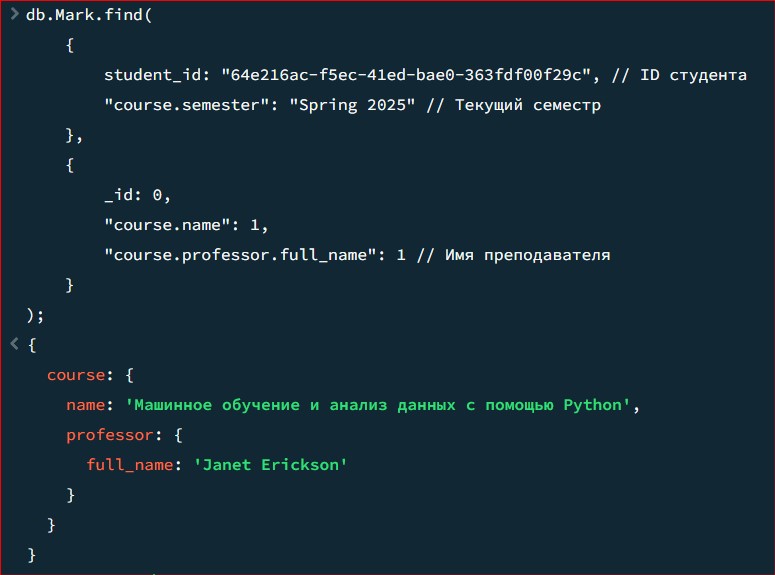 db.Mark.find(
{
student_id: "64e216ac-f5ec-41ed-bae0-363fdf00f29c", // ID студента
"course.semester": "Spring 2025" // Текущий семестр
},
{
_id: 0,
"course.name": 1,
"course.professor.full_name": 1 // Имя преподавателя
}
);
{
course: {
name: 'Машинное обучение и анализ данных с помощью Python',
professor: {
full_name: 'Janet Erickson'
}
}
}